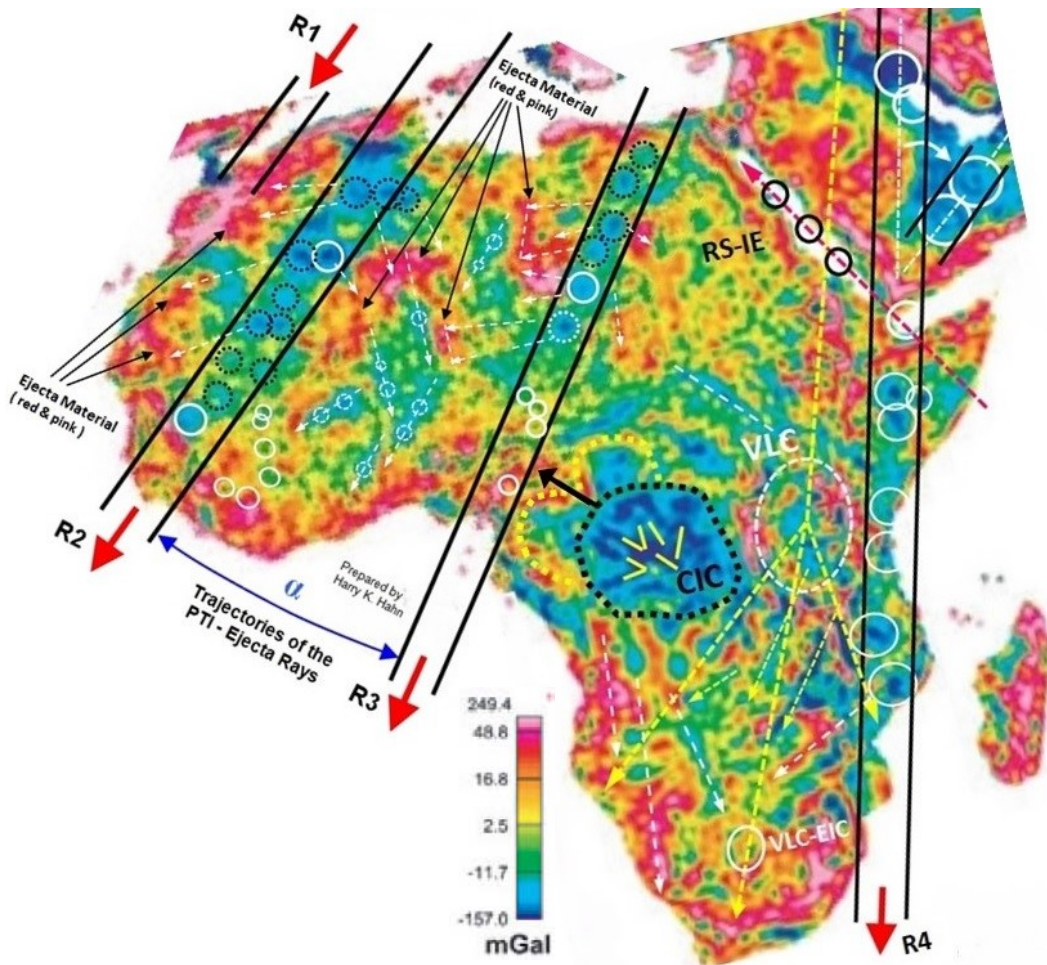 R1
Ejecta Material
(red & pink)
RS-IE
Ejecta Material
( red & pink )
VLC
R2
CIC
α
Prepared by
Harry K. Hahn
Trajectories of the
PTI - Ejecta Rays
R3
249.4
48.8
16.8
2.5
-11.7
-157.0
mGal
VLC-EIC
R4